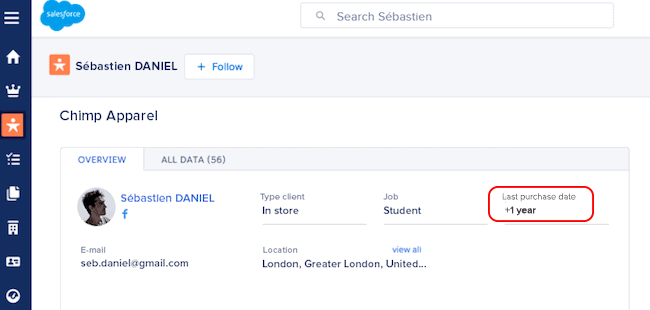 salesforce
Search Sébastien
Sébastien DANIEL
+ Follow
Chimp Apparel
OVERVIEW
ALL DATA (56)
Sébastien DANIEL
f
Type client
In store
Job
Student
Last purchase date
+1 year
E-mail
seb.daniel@gmail.com
Location
view all
London, Greater London, United...